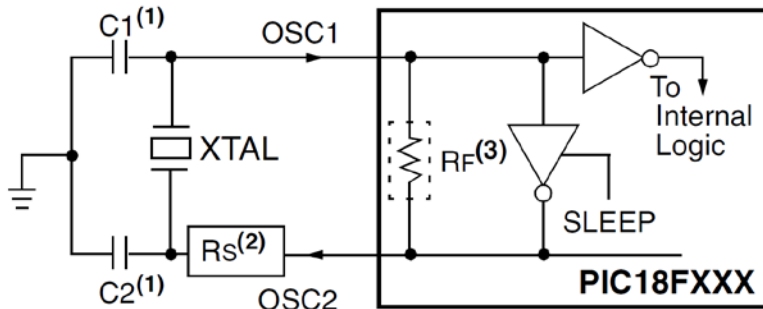 C1(1)
OSC1
To
Internal
Logic
XTAL
RF(3)
SLEEP
RS(2)
C2(1)
OSC2
PIC18FXXX